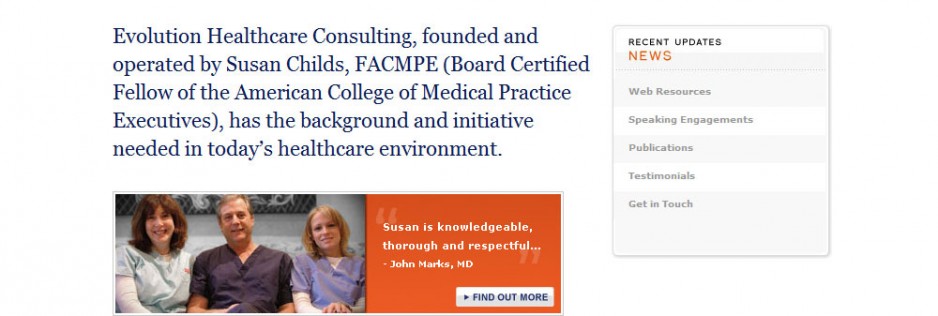 Evolution Healthcare Consulting, founded and
operated by Susan Childs, FACMPE (Board Certified
Fellow of the American College of Medical Practice
Executives), has the background and initiative
needed in today’s healthcare environment.
“
Susan is knowledgeable,
thorough and respectful...
”
- John Marks, MD
FIND OUT MORE
RECENT UPDATES
NEWS
Web Resources
Speaking Engagements
Publications
Testimonials
Get in Touch